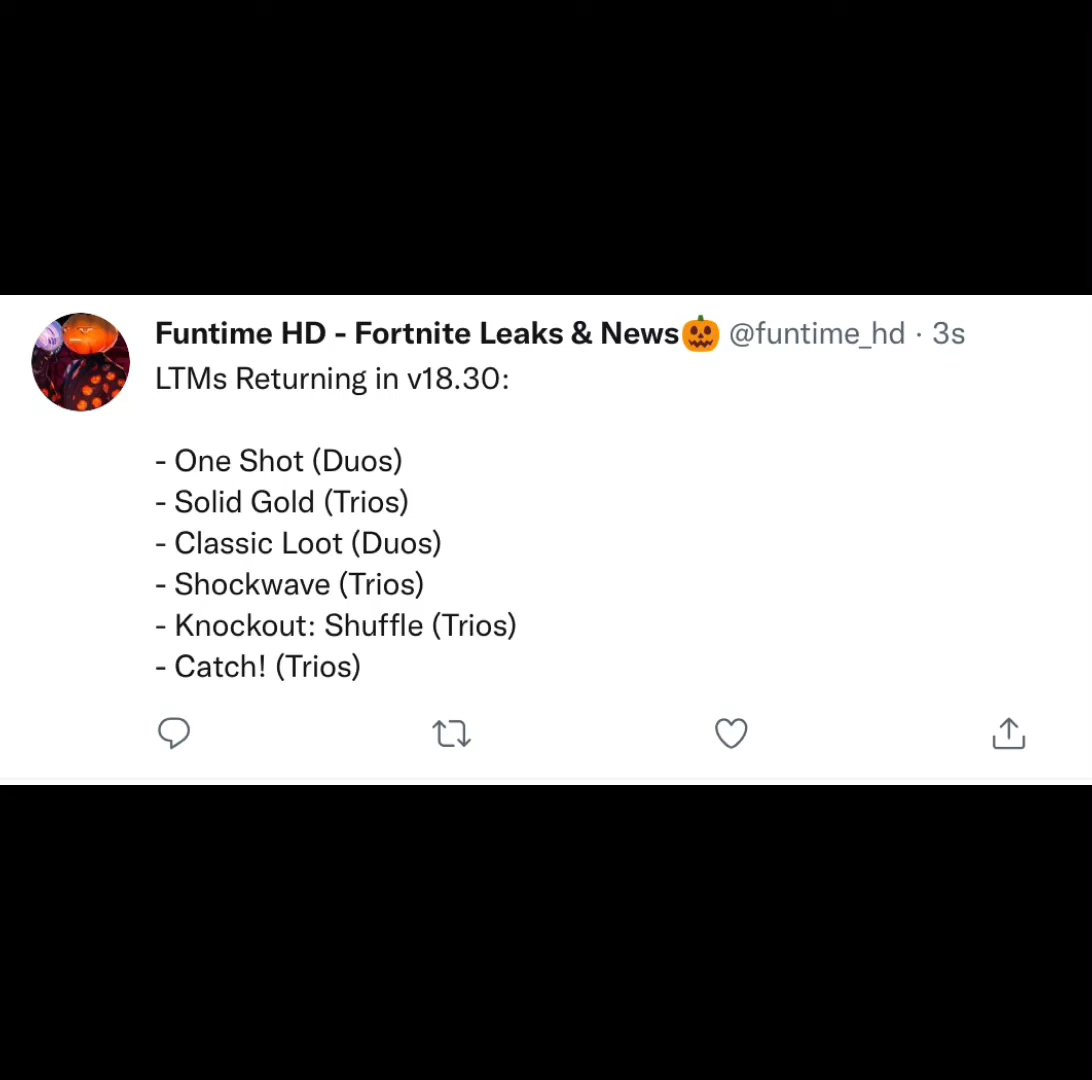 Funtime HD - Fortnite Leaks & News🎃 @funtime_hd · 3s
LTMs Returning in v18.30:
- One Shot (Duos)
- Solid Gold (Trios)
- Classic Loot (Duos)
- Shockwave (Trios)
- Knockout: Shuffle (Trios)
- Catch! (Trios)